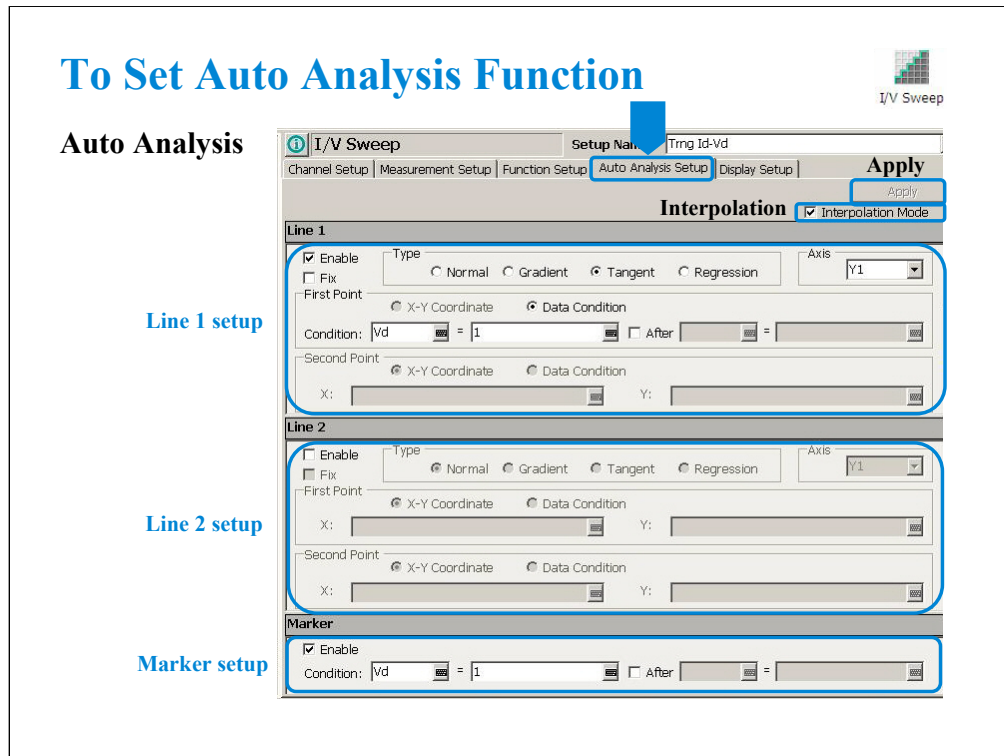 To Set Auto Analysis Function
I/V Sweep
Auto Analysis
I/V Sweep
Trng Id-Vd
Channel Setup Measurement Setup Function Setup Auto Analysis Setup Display Setup
Apply
Apply
Interpolation
Interpolation Mode
Line 1
Enable
Type
Normal Gradient Tangent Regression
Axis
Y1
Fix
First Point
X-Y Coordinate Data Condition
Line 1 setup
Condition: Vd = 1 After =
Second Point
X-Y Coordinate Data Condition
X: Y:
Line 2
Enable
Type
Normal Gradient Tangent Regression
Axis
Y1
Fix
First Point
X-Y Coordinate Data Condition
Line 2 setup
X: Y:
Second Point
X-Y Coordinate Data Condition
X: Y:
Marker
Enable
Marker setup
Condition: Vd = 1 After =